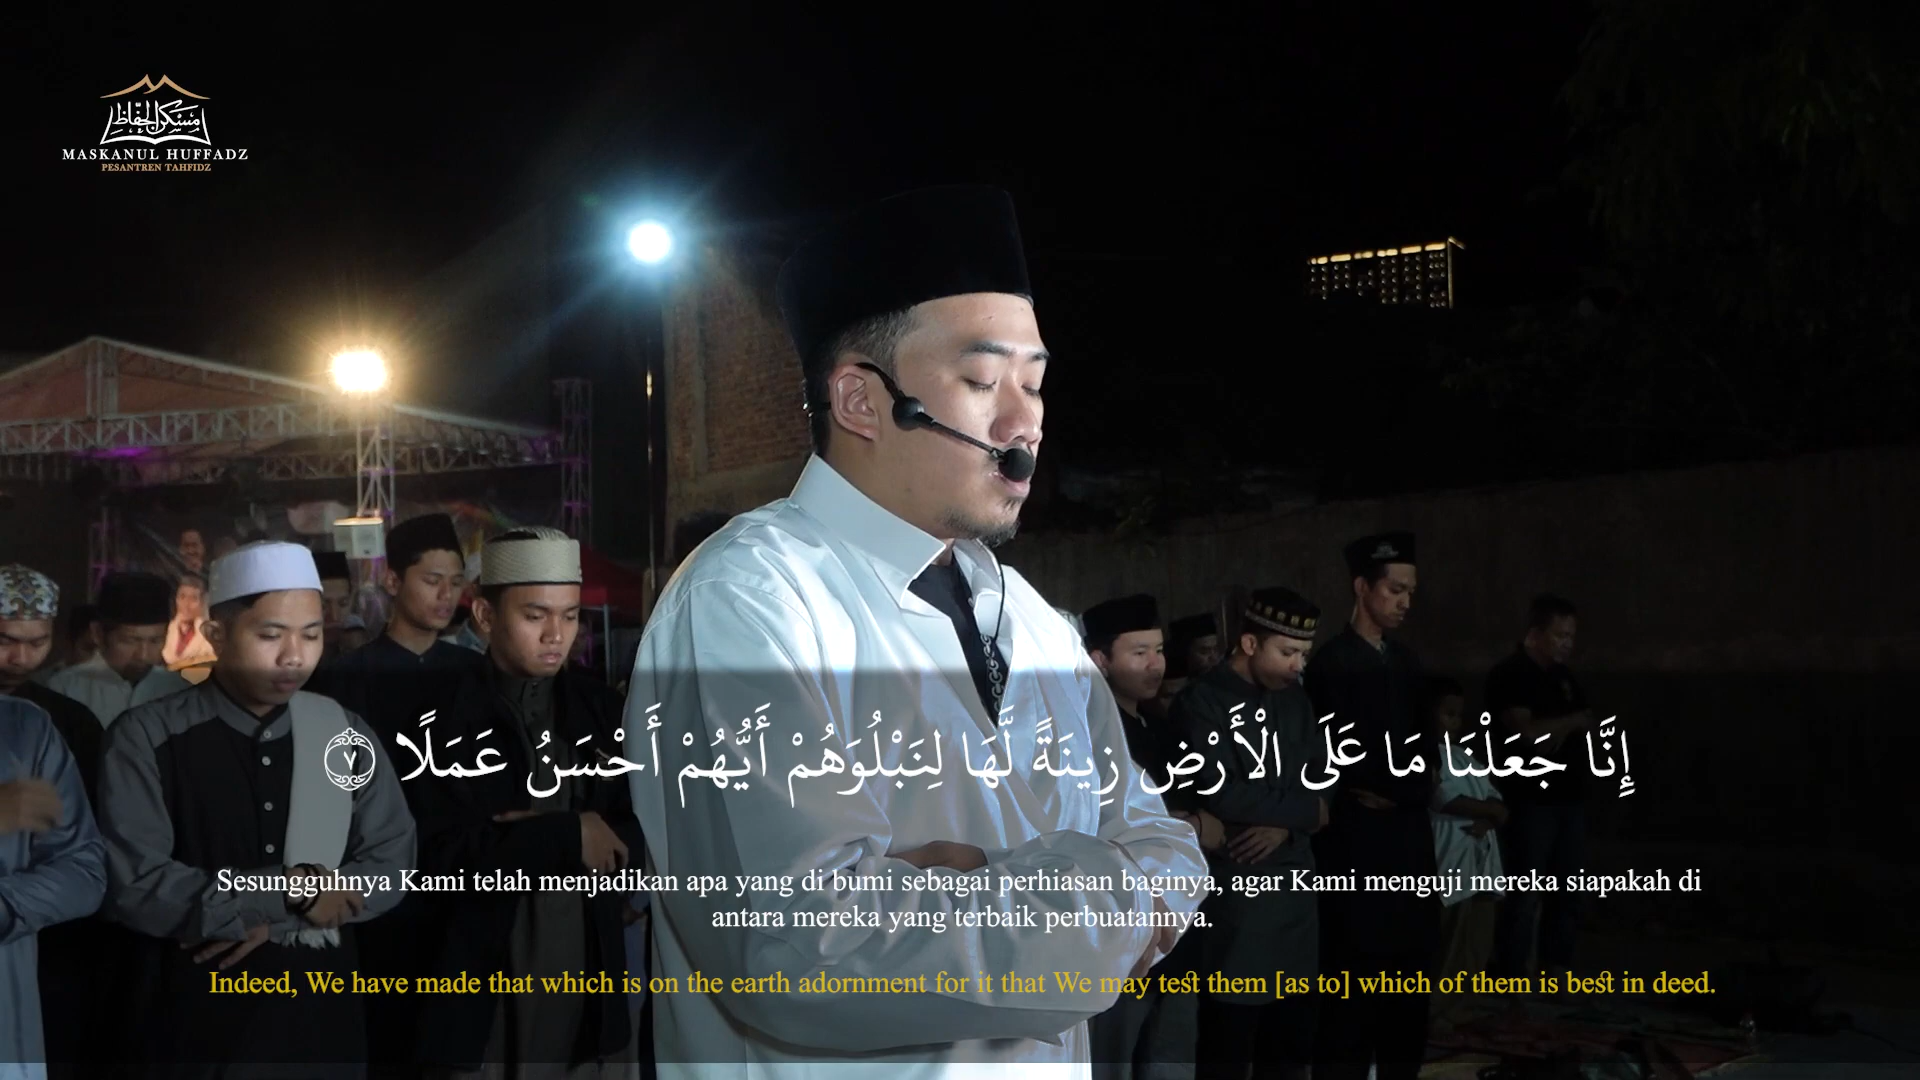 مسكن الحفاظ
MASKANUL HUFFADZ
PESANTREN TAHFIDZ
إِنَّا جَعَلْنَا مَا عَلَى الْأَرْضِ زِينَةً لَّهَا لِنَبْلُوَهُمْ أَيُّهُمْ أَحْسَنُ عَمَلًا ٧
Sesungguhnya Kami telah menjadikan apa yang di bumi sebagai perhiasan baginya, agar Kami menguji mereka siapakah di
antara mereka yang terbaik perbuatannya.
Indeed, We have made that which is on the earth adornment for it that We may test them [as to] which of them is best in deed.